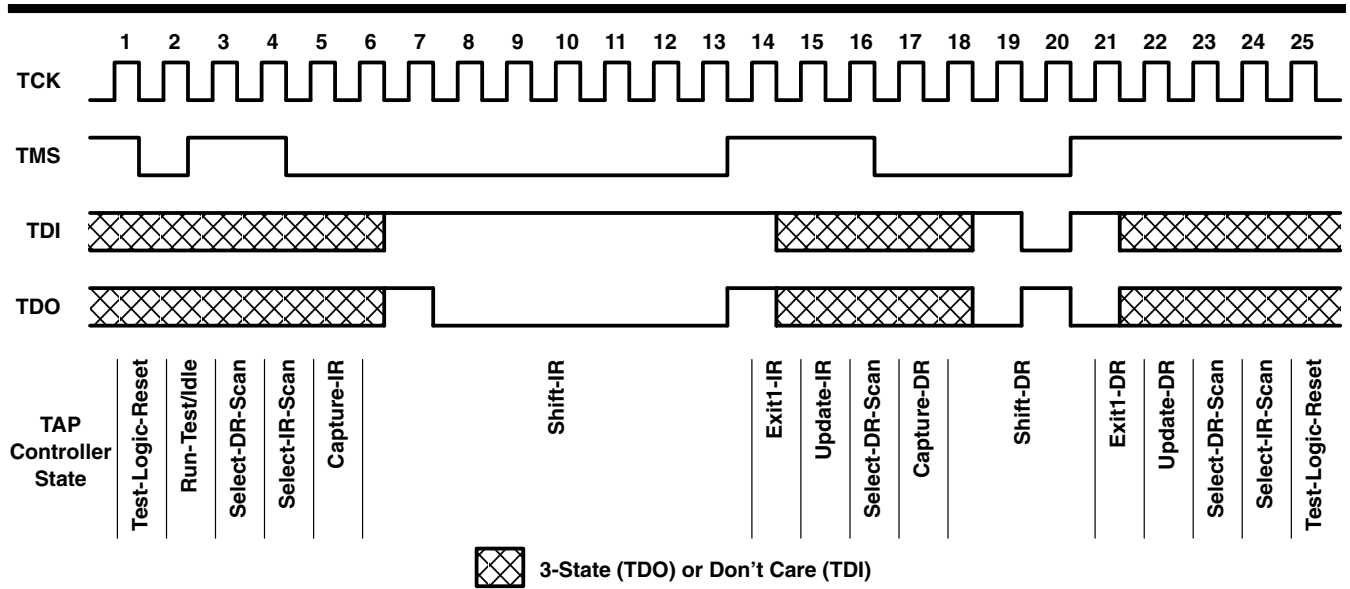 1 2 3 4 5 6 7 8 9 10 11 12 13 14 15 16 17 18 19 20 21 22 23 24 25
TCK
TMS
TDI
TDO
TAP
Controller
State
Test-Logic-Reset
Run-Test/Idle
Select-DR-Scan
Select-IR-Scan
Capture-IR
Shift-IR
Exit1-IR
Update-IR
Select-DR-Scan
Capture-DR
Shift-DR
Exit1-DR
Update-DR
Select-DR-Scan
Select-IR-Scan
Test-Logic-Reset
3-State (TDO) or Don't Care (TDI)